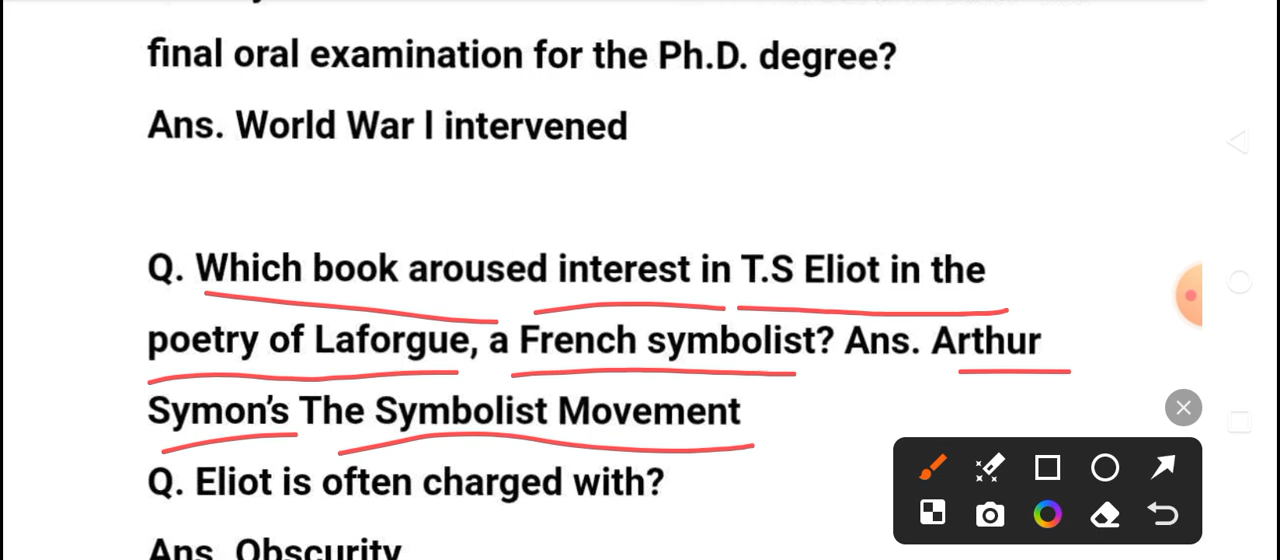 final oral examination for the Ph.D. degree?
Ans. World War I intervened
Q. Which book aroused interest in T.S Eliot in the
poetry of Laforgue, a French symbolist? Ans. Arthur
Symon's The Symbolist Movement
Q. Eliot is often charged with?
Ans. Obscurity